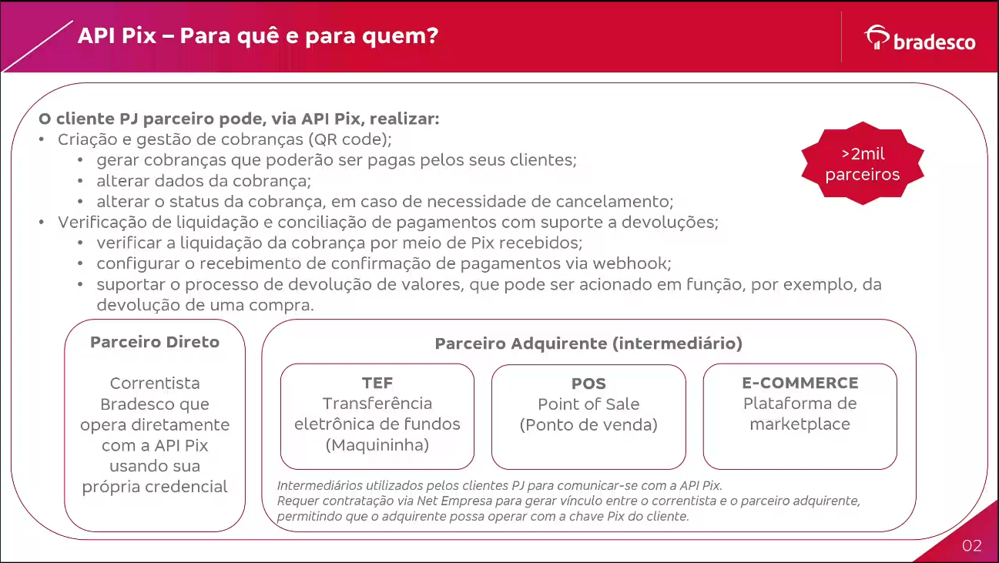 API Pix – Para quê e para quem?
bradesco
O cliente PJ parceiro pode, via API Pix, realizar:
• Criação e gestão de cobranças (QR code);
• gerar cobranças que poderão ser pagas pelos seus clientes;
• alterar dados da cobrança;
• alterar o status da cobrança, em caso de necessidade de cancelamento;
• Verificação de liquidação e conciliação de pagamentos com suporte a devoluções;
• verificar a liquidação da cobrança por meio de Pix recebidos;
• configurar o recebimento de confirmação de pagamentos via webhook;
• suportar o processo de devolução de valores, que pode ser acionado em função, por exemplo, da
devolução de uma compra.
>2mil
parceiros
Parceiro Direto
Correntista
Bradesco que
opera diretamente
com a API Pix
usando sua
própria credencial
Parceiro Adquirente (intermediário)
TEF
Transferência
eletrônica de fundos
(Maquininha)
POS
Point of Sale
(Ponto de venda)
E-COMMERCE
Plataforma de
marketplace
Intermediários utilizados pelos clientes PJ para comunicar-se com a API Pix.
Requer contratação via Net Empresa para gerar vínculo entre o correntista e o parceiro adquirente,
permitindo que o adquirente possa operar com a chave Pix do cliente.
02